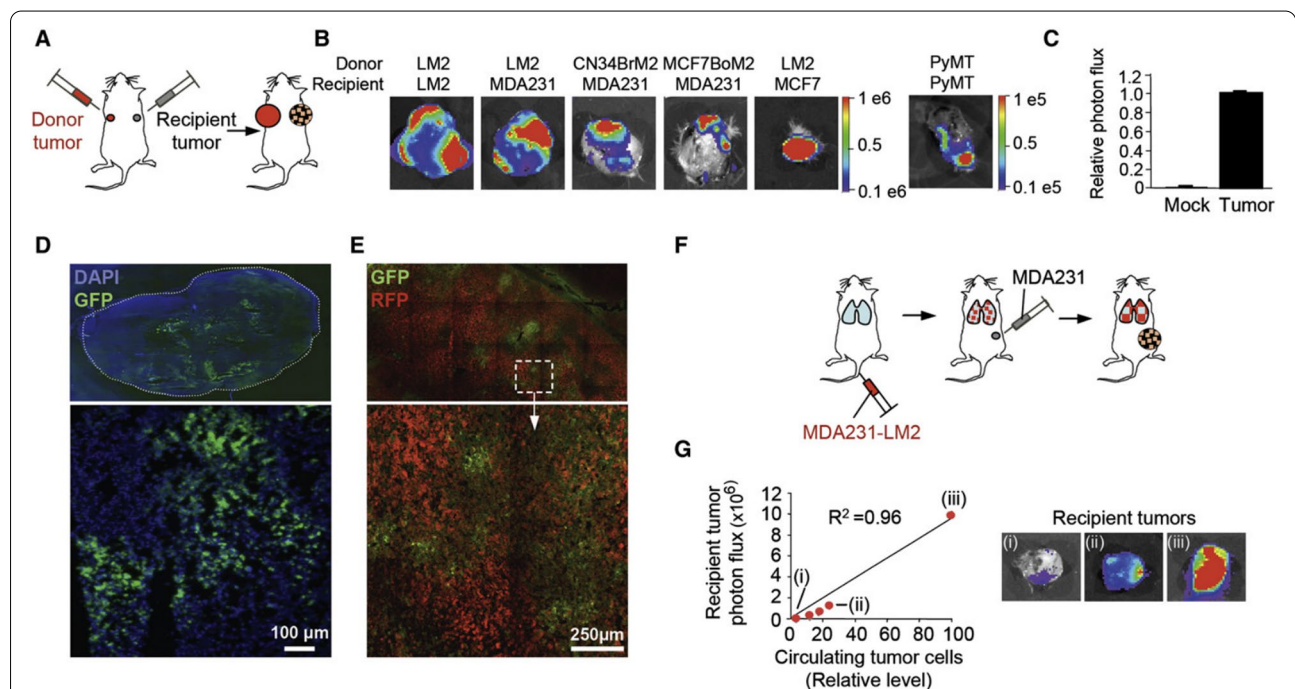 A
Donor
tumor
Recipient
tumor
B
Donor LM2 LM2 CN34BrM2 MCF7BoM2 LM2 PyMT
Recipient LM2 MDA231 MDA231 MDA231 MCF7 PyMT
1 e6
0.5
0.1 e6
1 e5
0.5
0.1 e5
C
Relative photon flux
1.2
1.0
0.8
0.6
0.4
0.2
0
Mock Tumor
D
DAPI
GFP
100 µm
E
GFP
RFP
250µm
F
MDA231
MDA231-LM2
G
Recipient tumor
photon flux (x10⁶)
12
10
8
6
4
2
0
0 20 40 60 80 100
R² = 0.96
(i)
(ii)
(iii)
Circulating tumor cells
(Relative level)
Recipient tumors
(i) (ii) (iii)